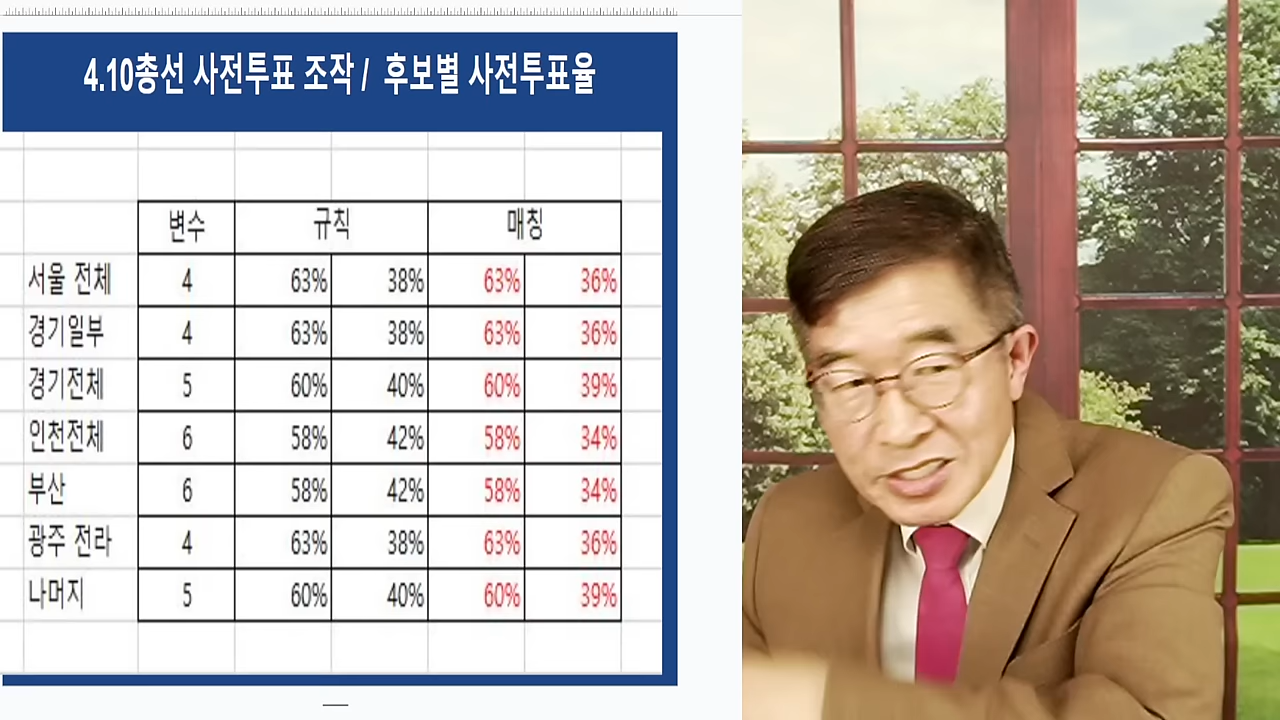 4.10총선 사전투표 조작 / 후보별 사전투표율
변수 규칙 매칭
서울 전체 4 63% 38% 63% 36%
경기일부 4 63% 38% 63% 36%
경기전체 5 60% 40% 60% 39%
인천전체 6 58% 42% 58% 34%
부산 6 58% 42% 58% 34%
광주 전라 4 63% 38% 63% 36%
나머지 5 60% 40% 60% 39%